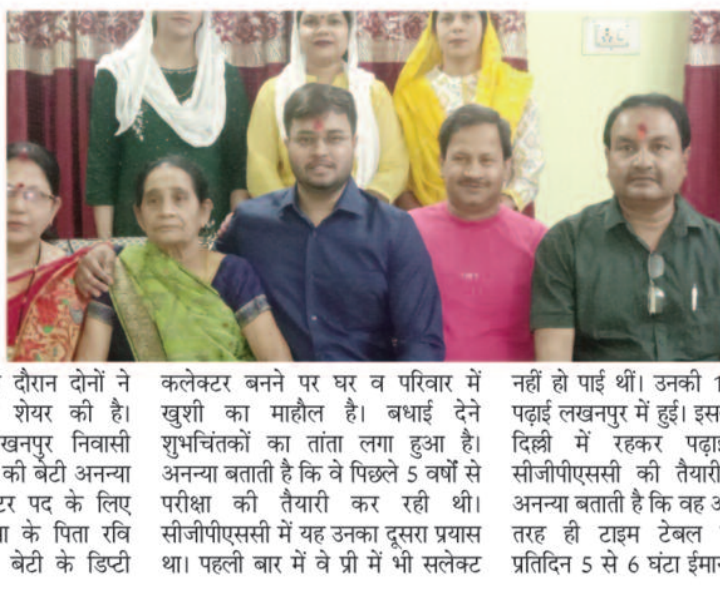 दौरान दोनों ने
शेयर की है।
निवासी
की बेटी अनन्या
पद के लिए
के पिता रवि
बेटी के डिप्टी
कलेक्टर बनने पर घर व परिवार में
खुशी का माहौल है। बधाई देने
शुभचिंतकों का तांता लगा हुआ है।
अनन्या बताती है कि वे पिछले 5 वर्षों से
परीक्षा की तैयारी कर रही थी।
सीजीपीएससी में यह उनका दूसरा प्रयास
था। पहली बार में वे प्री में भी सलेक्ट
नहीं हो पाई थीं। उनकी
पढ़ाई लखनपुर में हुई।
दिल्ली में रहकर
सीजीपीएससी की तैयारी
अनन्या बताती है कि वह
तरह ही टाइम टेबल
प्रतिदिन 5 से 6 घंटा